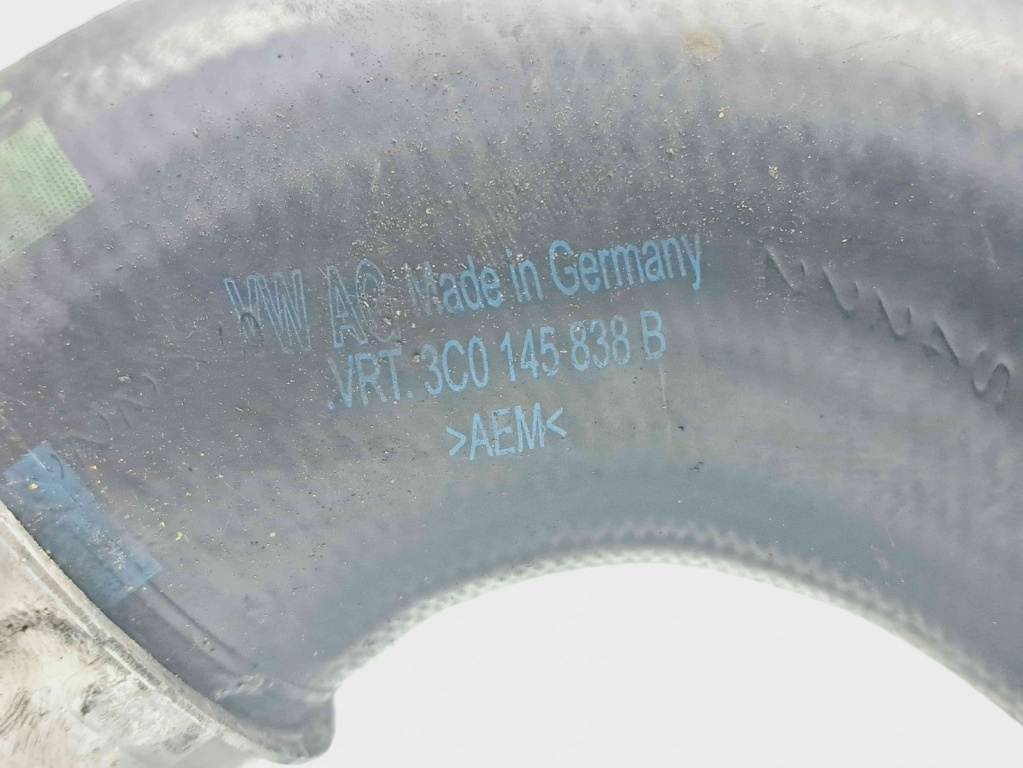 VW AG Made in Germany
.VRT. 3C0 145 838 B
>AEM<